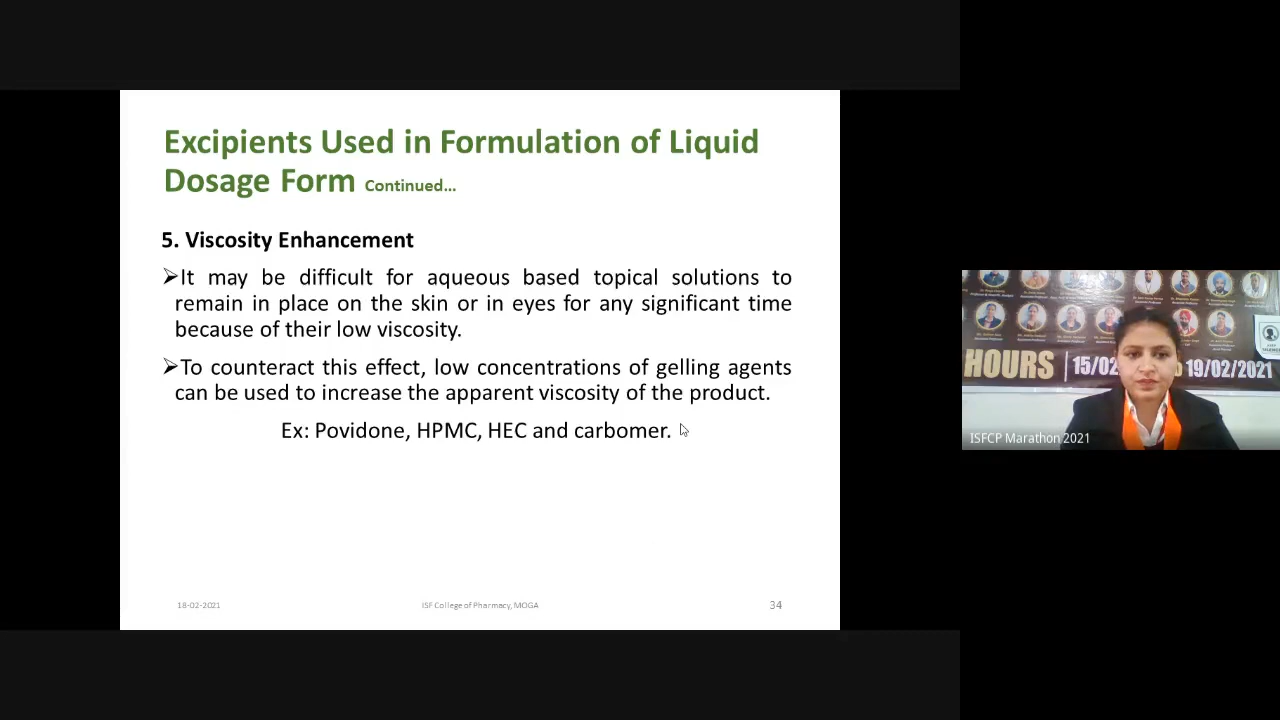 Excipients Used in Formulation of Liquid
Dosage Form Continued...
5. Viscosity Enhancement
➢It may be difficult for aqueous based topical solutions to
remain in place on the skin or in eyes for any significant time
because of their low viscosity.
➢To counteract this effect, low concentrations of gelling agents
can be used to increase the apparent viscosity of the product.
Ex: Povidone, HPMC, HEC and carbomer.
18-02-2021
ISF College of Pharmacy, MOGA
34
HOURS 15/02 19/02/2021
ISFCP Marathon 2021